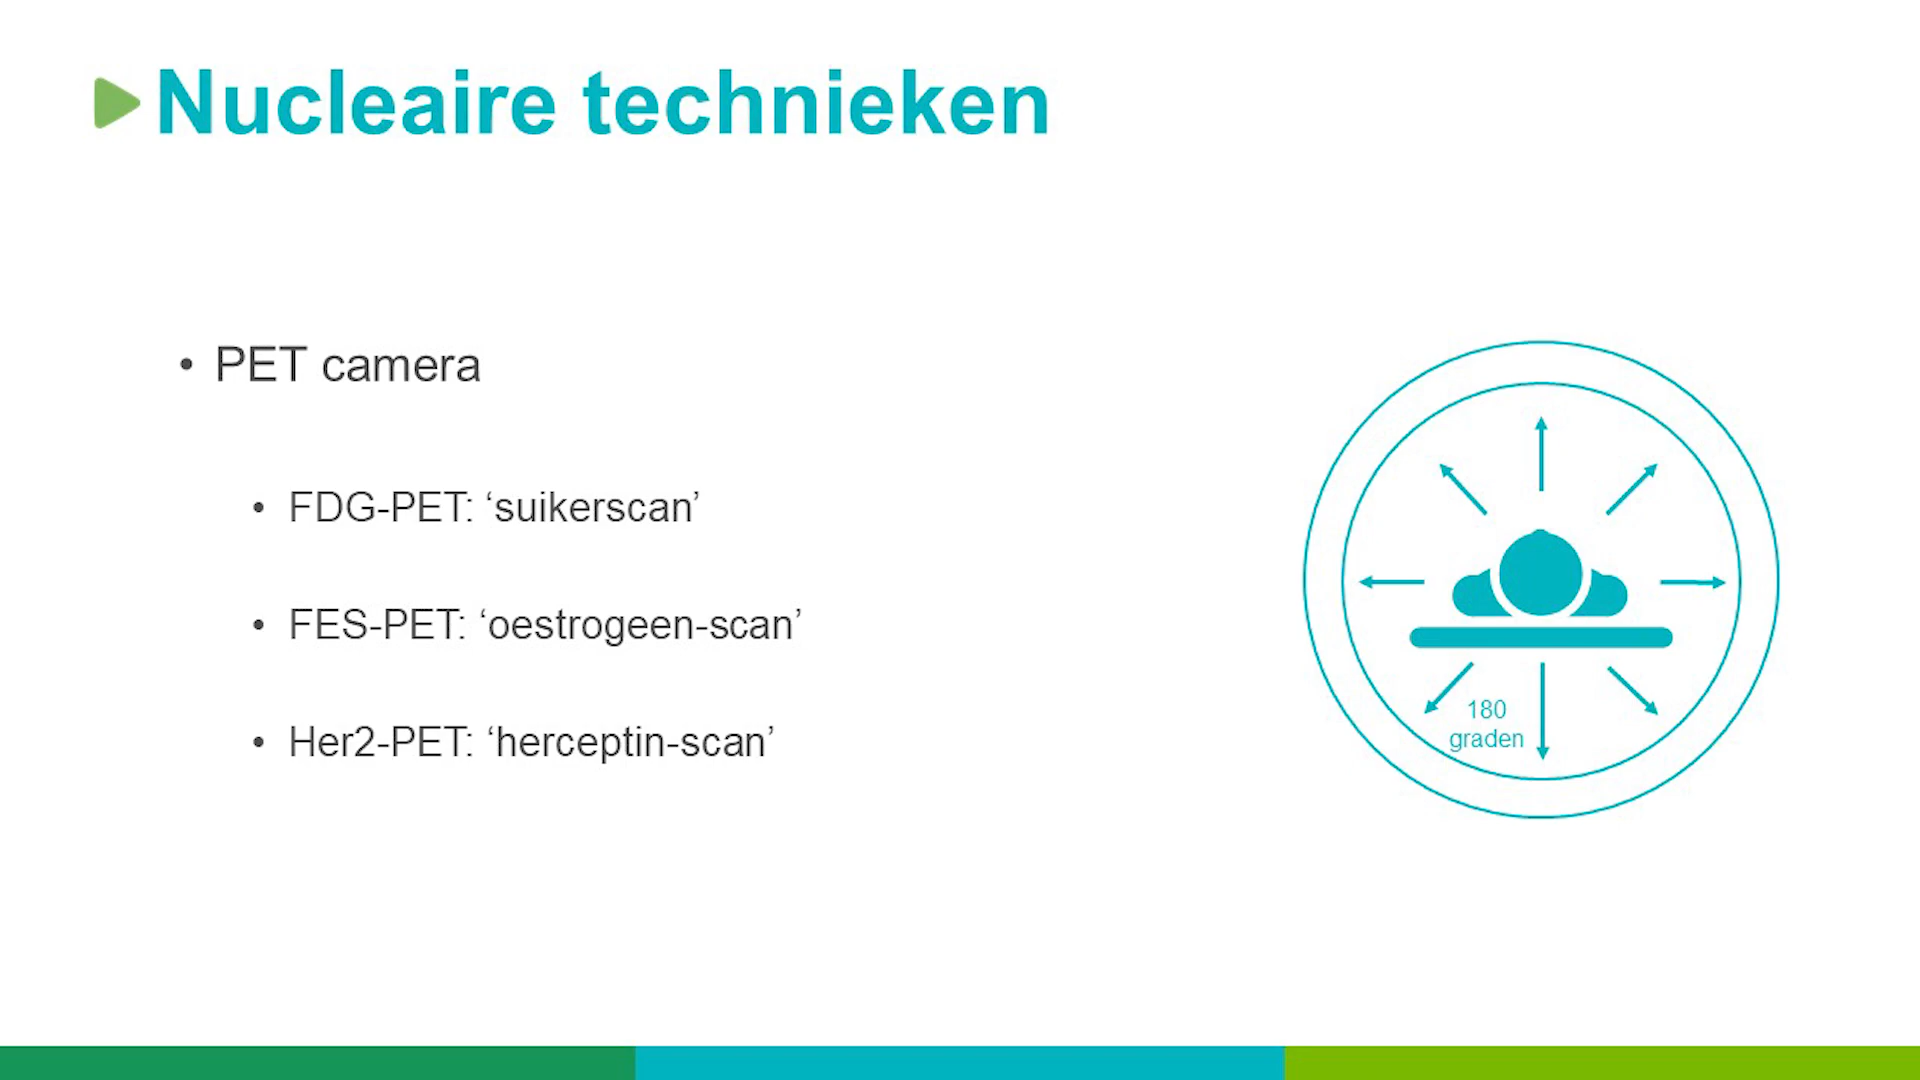 Nucleaire technieken
• PET camera
• FDG-PET: ‘suikerscan’
• FES-PET: ‘oestrogeen-scan’
• Her2-PET: ‘herceptin-scan’
180
graden